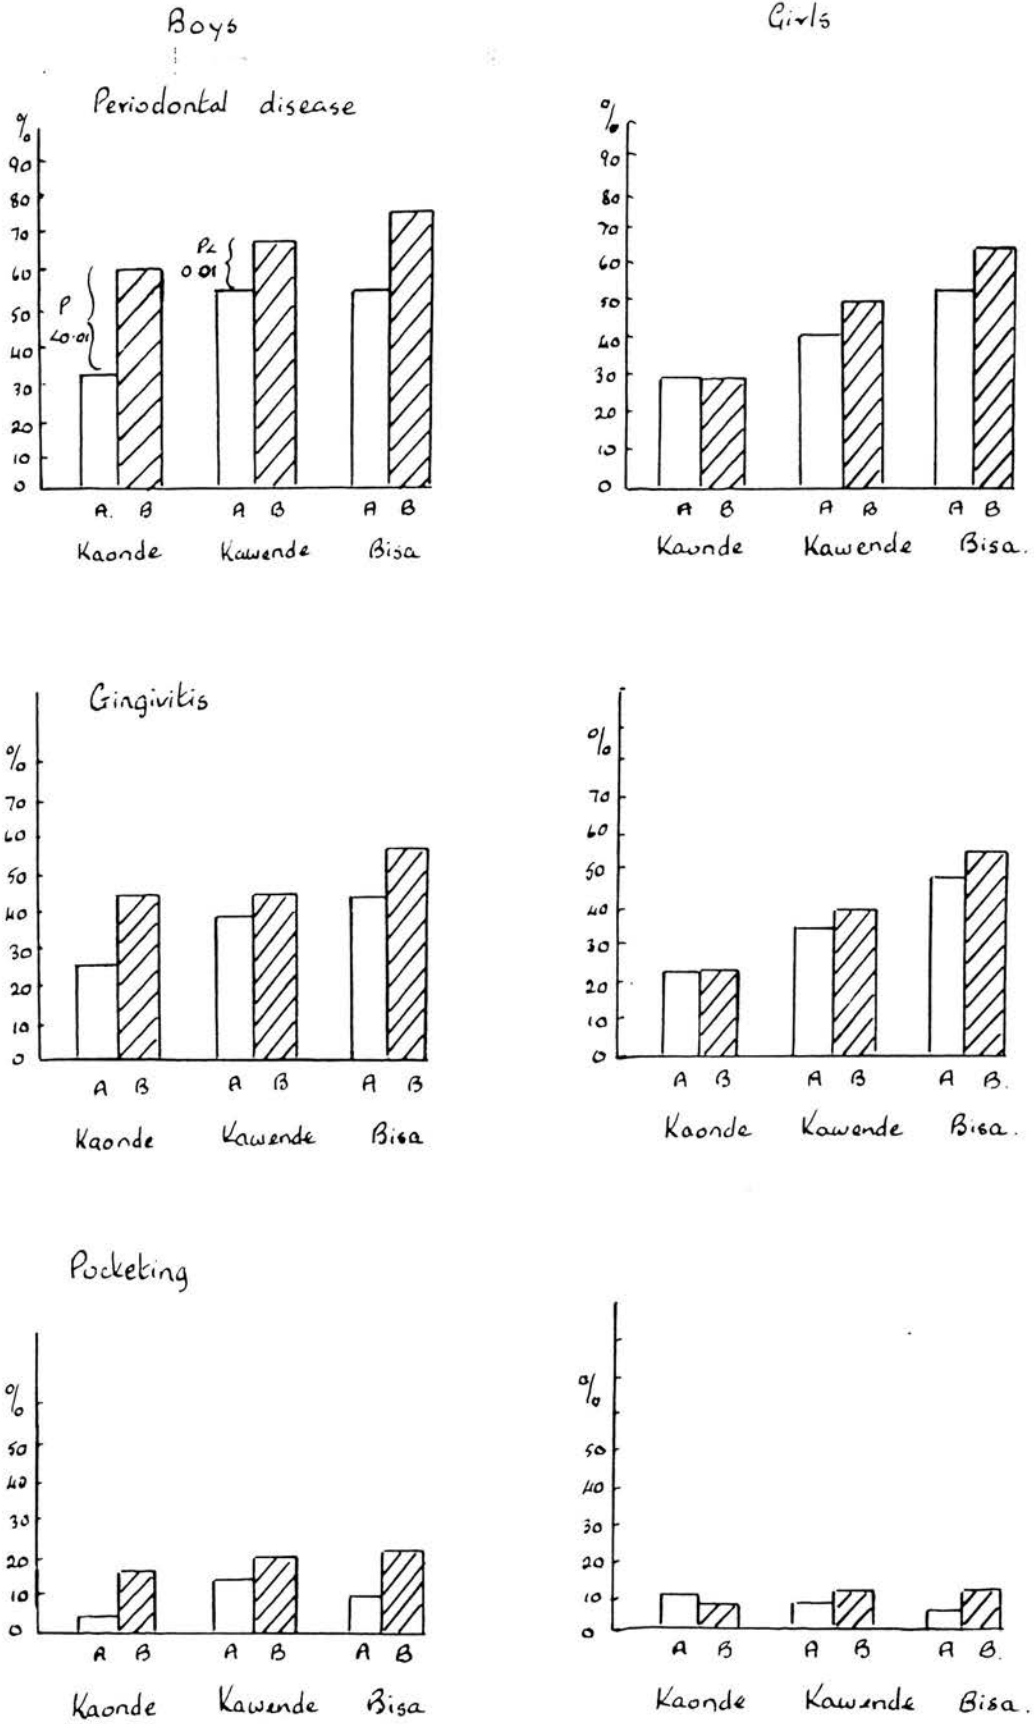 Boys
Girls
Periodontal disease
%
90
80
70
60
50
40
30
20
10
0
P
<0.01
P<
0.01
A. B A B A B
Kaonde Kawende Bisa
%
90
80
70
60
50
40
30
20
10
0
A B A B A B
Kaonde Kawende Bisa.
Gingivitis
%
70
60
50
40
30
20
10
0
A B A B A B
Kaonde Kawende Bisa
%
70
60
50
40
30
20
10
0
A B A B A B.
Kaonde Kawende Bisa.
Pocketing
%
50
40
30
20
10
0
A B A B A B
Kaonde Kawende Bisa
%
50
40
30
20
10
0
A B A B A B.
Kaonde Kawende Bisa.